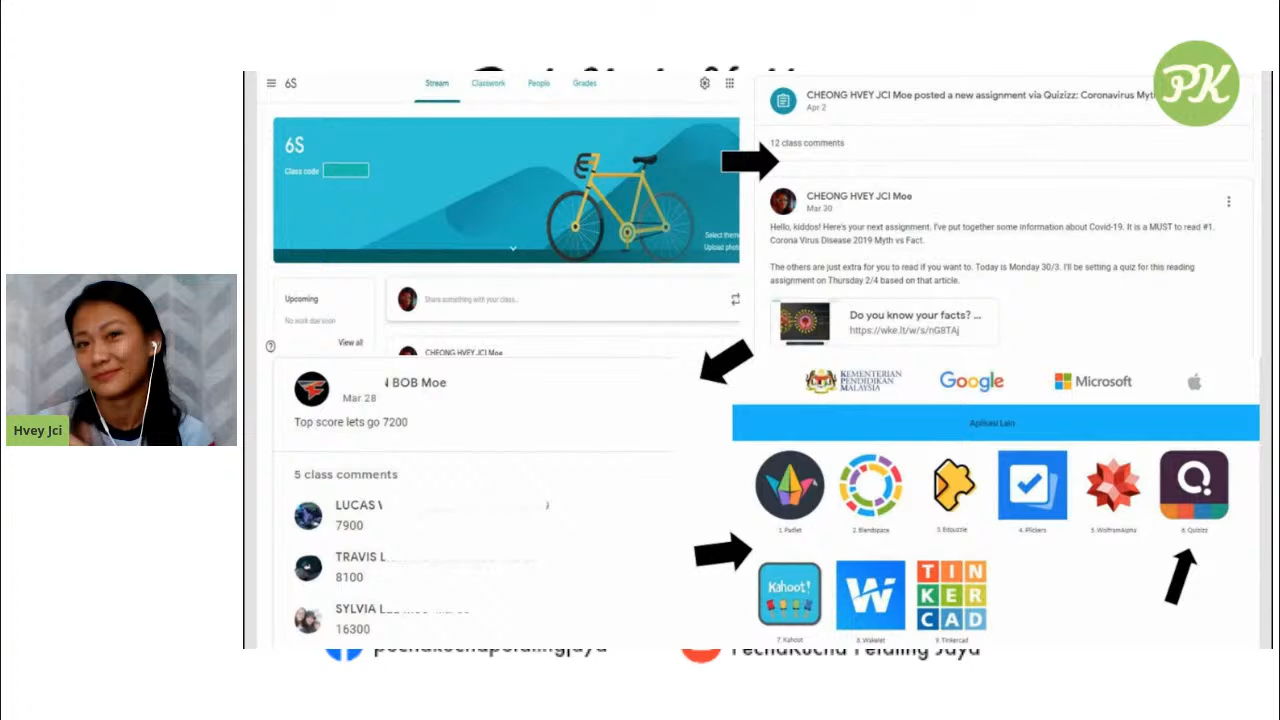 PK
6S
Stream Classwork People Grades
6S
Class code
Select theme
Upload photo
Upcoming
No work due soon
View all
Share something with your class...
CHEONG HVEY JCI Moe
CHEONG HVEY JCI Moe posted a new assignment via Quizizz: Coronavirus Myt
Apr 2
12 class comments
CHEONG HVEY JCI Moe
Mar 30
Hello, kiddos! Here's your next assignment. I've put together some information about Covid-19. It is a MUST to read #1.
Corona Virus Disease 2019 Myth vs Fact.
The others are just extra for you to read if you want to. Today is Monday 30/3. I'll be setting a quiz for this reading
assignment on Thursday 2/4 based on that article.
Do you know your facts? ...
https://wke.lt/w/s/nG8TAj
BOB Moe
Mar 28
Top score lets go 7200
5 class comments
LUCAS
7900
TRAVIS L
8100
SYLVIA
16300
KEMENTERIAN
PENDIDIKAN
MALAYSIA
Google
Microsoft
Aplikasi Lain
1. Padlet
2. Blendspace
3. Edpuzzle
4. Plickers
5. WolframAlpha
6. Quizizz
Kahoot!
TIN
KER
CAD
7. Kahoot
8. Wakelet
9. Tinkercad
Hvey Jci
pechakuchapetalingjaya
PechaKucha Petaling Jaya